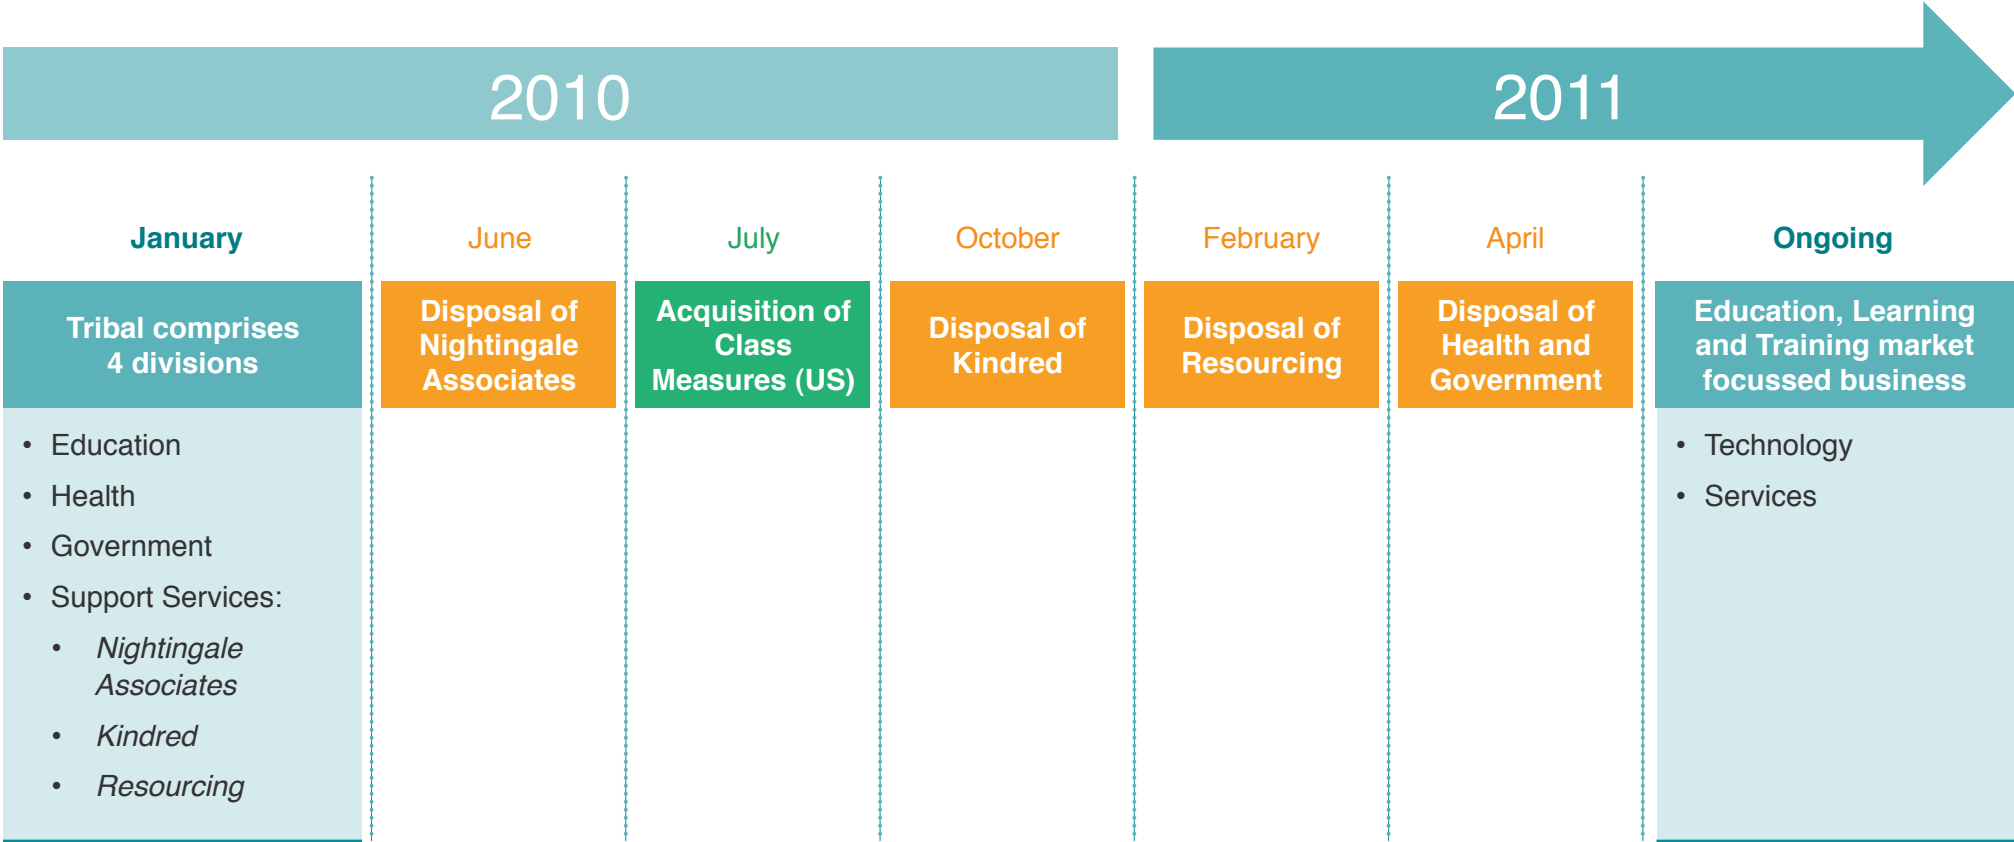 2010
2011
January
Tribal comprises
4 divisions
• Education
• Health
• Government
• Support Services:
• Nightingale
Associates
• Kindred
• Resourcing
June
Disposal of
Nightingale
Associates
July
Acquisition of
Class
Measures (US)
October
Disposal of
Kindred
February
Disposal of
Resourcing
April
Disposal of
Health and
Government
Ongoing
Education, Learning
and Training market
focussed business
• Technology
• Services